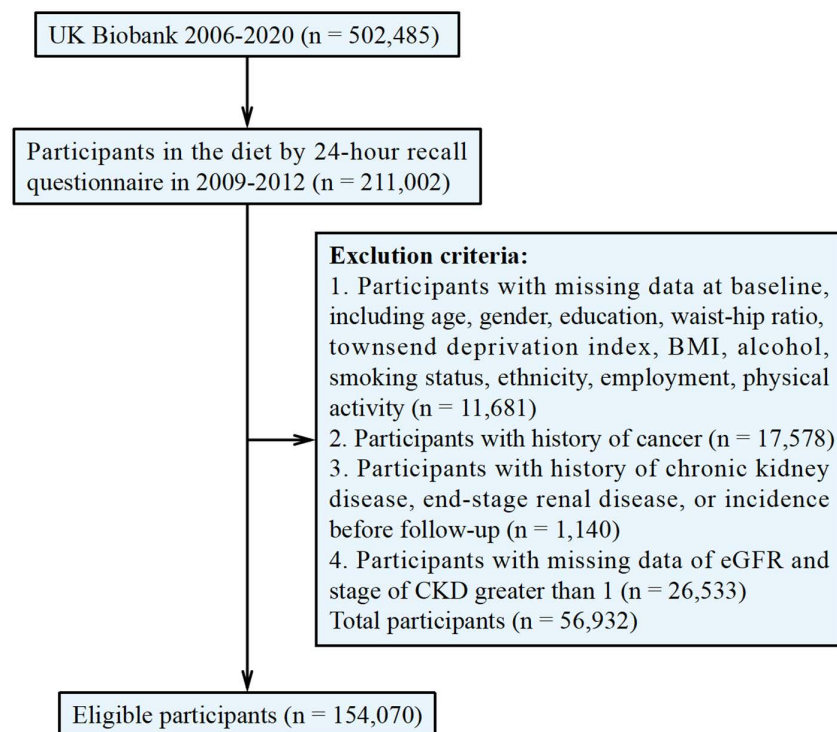 UK Biobank 2006-2020 (n = 502,485)
Participants in the diet by 24-hour recall
questionnaire in 2009-2012 (n = 211,002)
Exclution criteria:
1. Participants with missing data at baseline,
including age, gender, education, waist-hip ratio,
townsend deprivation index, BMI, alcohol,
smoking status, ethnicity, employment, physical
activity (n = 11,681)
2. Participants with history of cancer (n = 17,578)
3. Participants with history of chronic kidney
disease, end-stage renal disease, or incidence
before follow-up (n = 1,140)
4. Participants with missing data of eGFR and
stage of CKD greater than 1 (n = 26,533)
Total participants (n = 56,932)
Eligible participants (n = 154,070)